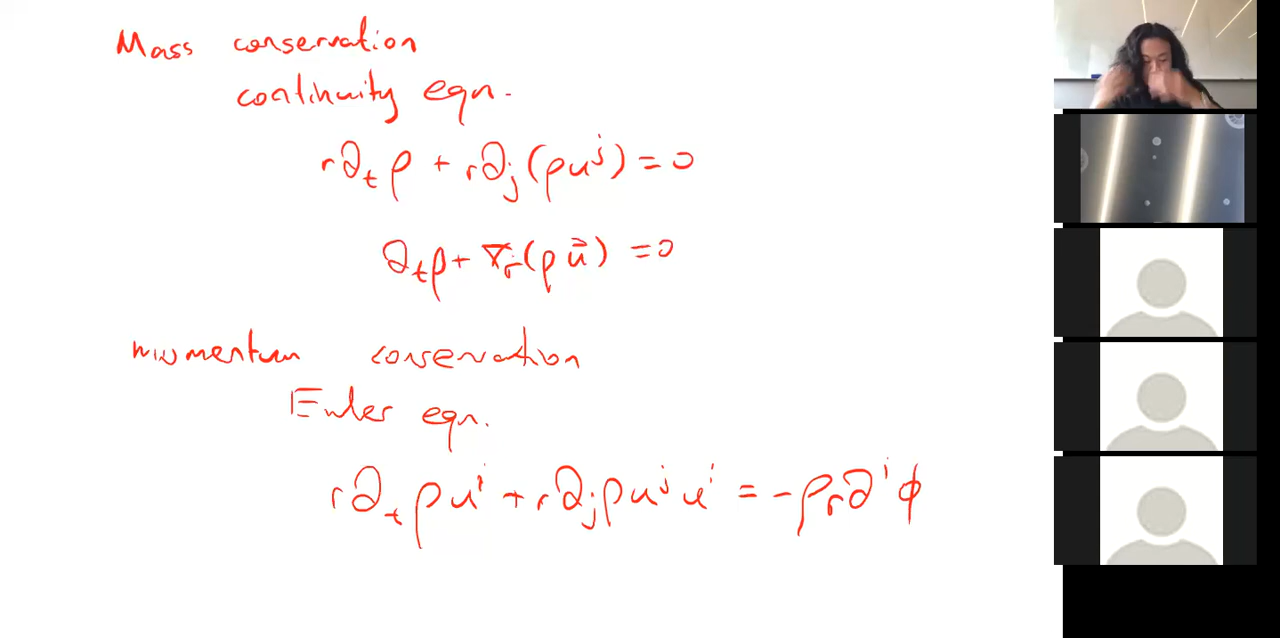 Mass conservation
continuity eqn.
r∂ₜρ + r∂ⱼ(ρuʲ) = 0
∂ₜρ + ∇ᵣ·(ρu⃗) = 0
momentum conservation
Euler eqn.
r∂ₜρuⁱ + r∂ⱼρuʲuⁱ = -ρr∂ⁱϕ